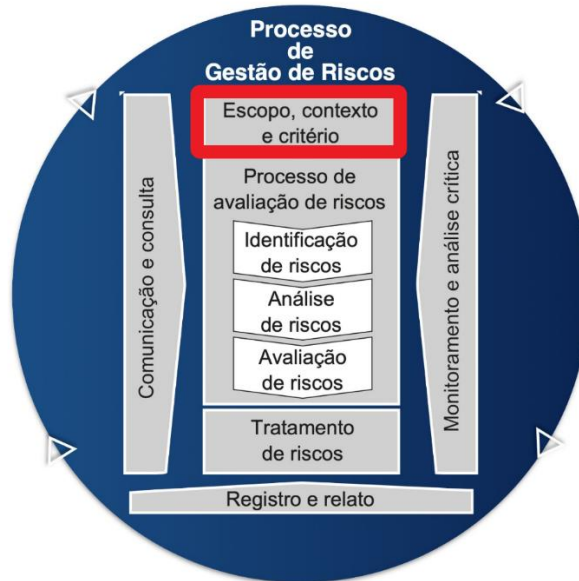 Processo
de
Gestão de Riscos
Escopo, contexto
e critério
Comunicação e consulta
Processo de
avaliação de riscos
Identificação
de riscos
Análise
de riscos
Avaliação
de riscos
Tratamento
de riscos
Monitoramento e análise crítica
Registro e relato